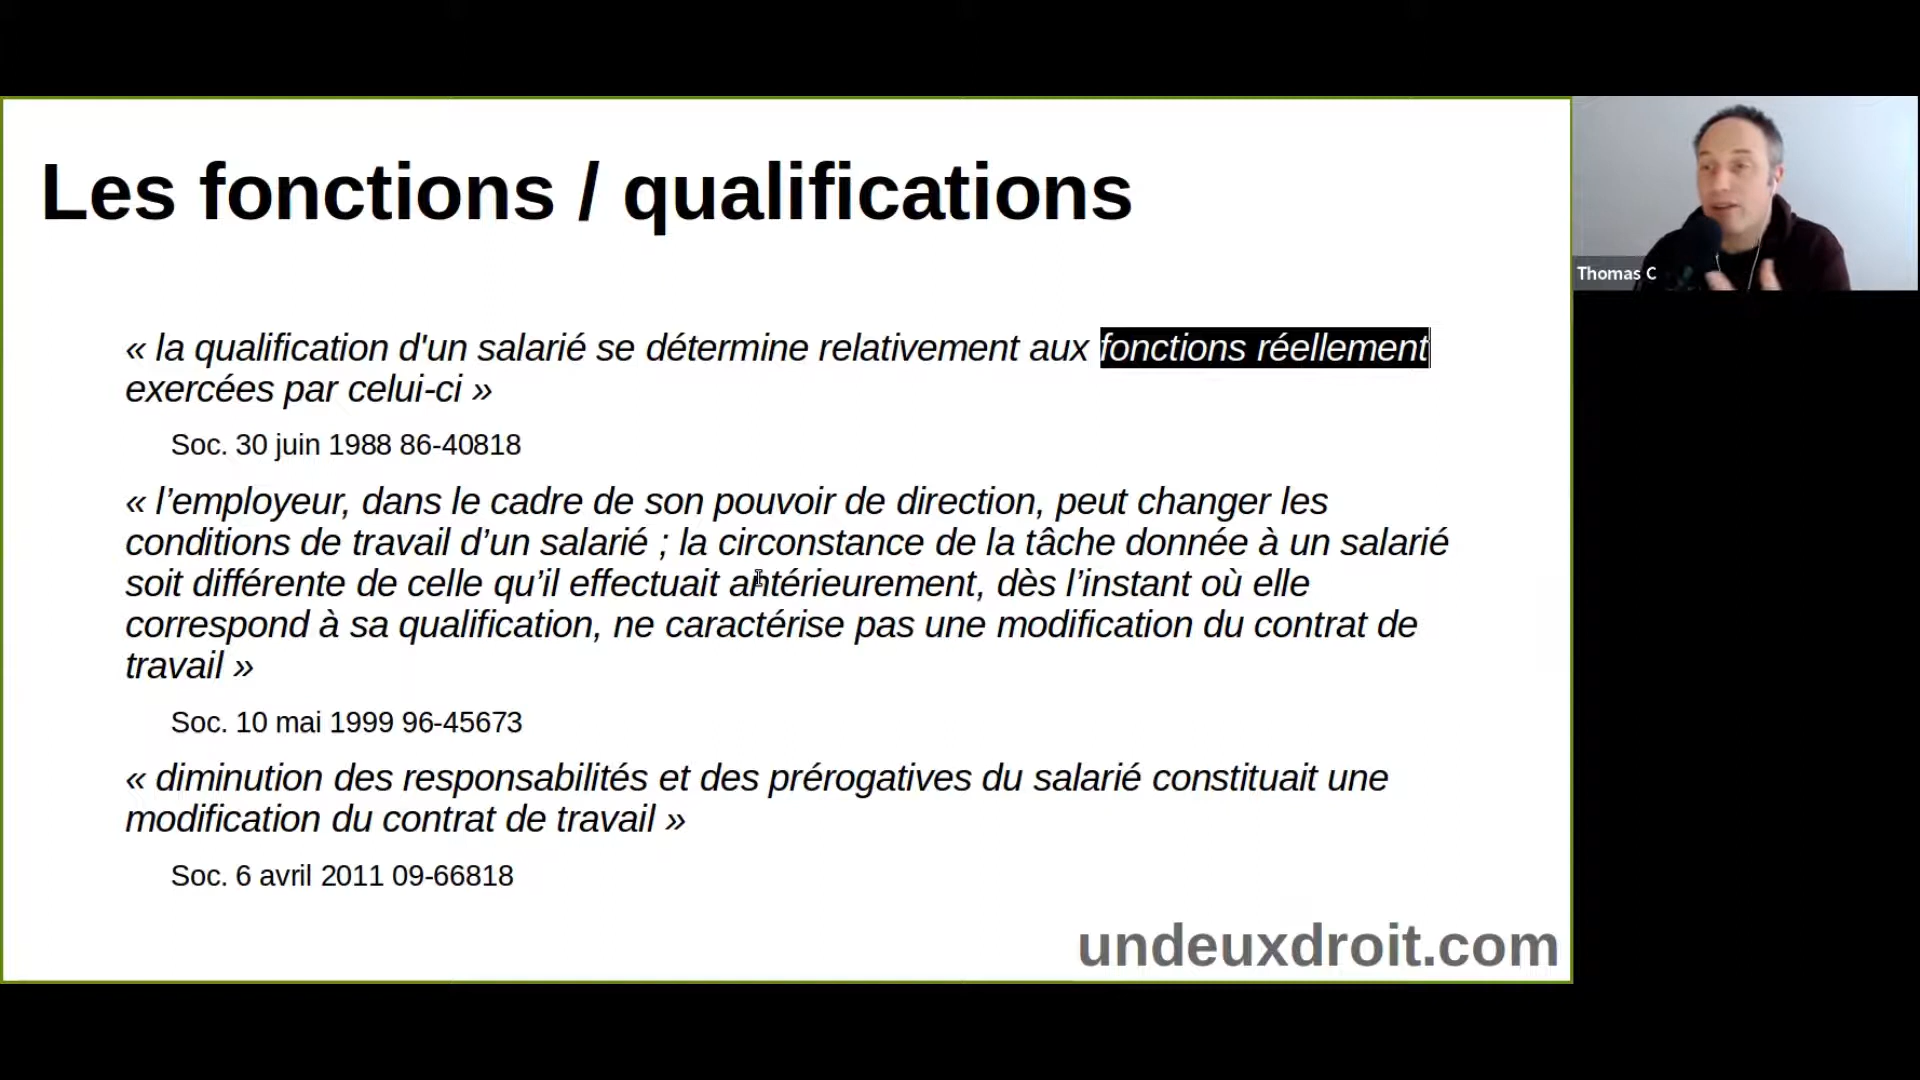 Les fonctions / qualifications
« la qualification d'un salarié se détermine relativement aux fonctions réellement
exercées par celui-ci »
Soc. 30 juin 1988 86-40818
« l’employeur, dans le cadre de son pouvoir de direction, peut changer les
conditions de travail d’un salarié ; la circonstance de la tâche donnée à un salarié
soit différente de celle qu’il effectuait antérieurement, dès l’instant où elle
correspond à sa qualification, ne caractérise pas une modification du contrat de
travail »
Soc. 10 mai 1999 96-45673
« diminution des responsabilités et des prérogatives du salarié constituait une
modification du contrat de travail »
Soc. 6 avril 2011 09-66818
undeuxdroit.com
Thomas C